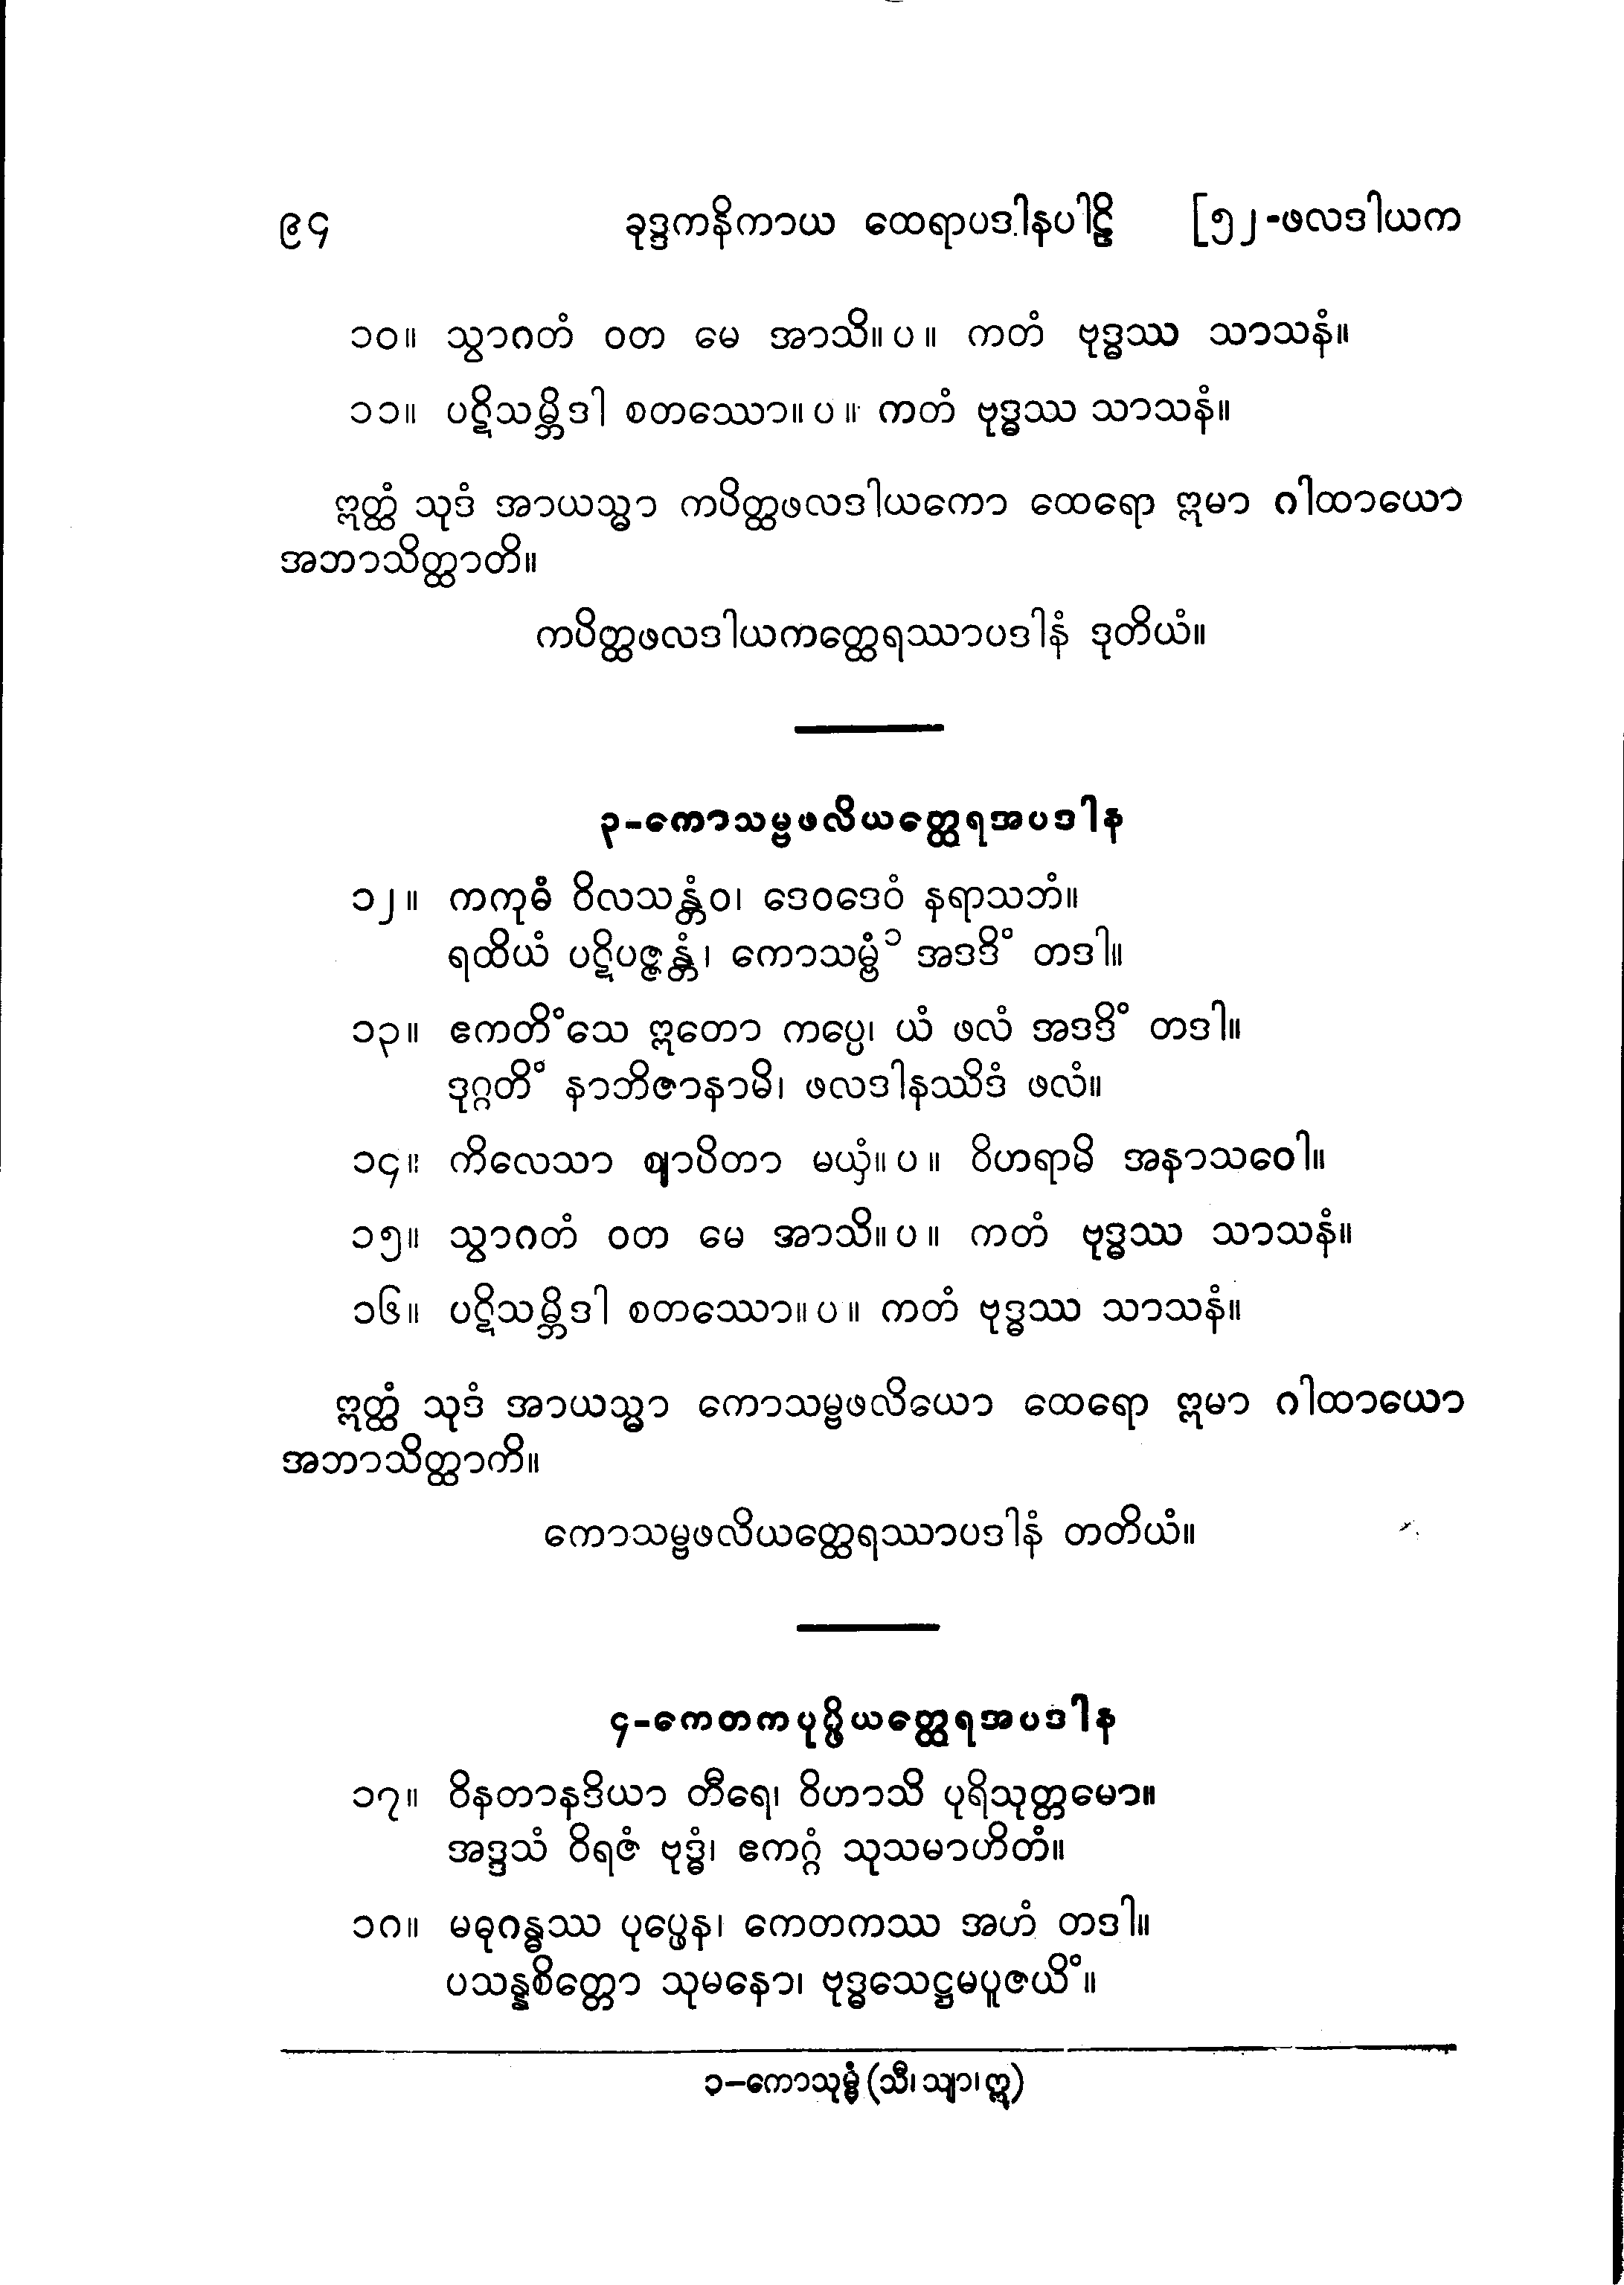 ၉၄ ခုဒ္ဒကနိကာယ ထေရာပဒါနပါဠိ [၅၂-ဖလဒါယက
၁၀။ သွာဂတံ ဝတ မေ အာသိ။ ပ ။ ကတံ ဗုဒ္ဓဿ သာသနံ။
၁၁။ ပဋိသမ္ဘိဒါ စတဿော။ ပ ။ ကတံ ဗုဒ္ဓဿ သာသနံ။
ဣတ္ထံ သုဒံ အာယသ္မာ ကပိတ္ထဖလဒါယကော ထေရော ဣမာ ဂါထာယော
အဘာသိတ္ထာတိ။
ကပိတ္ထဖလဒါယကတ္ထေရဿာပဒါနံ ဒုတိယံ။
၃-ကောသမ္ဗဖလိယတ္ထေရအပဒါန
၁၂။ ကကုဓံ ဝိလသန္တံဝ၊ ဒေဝဒေဝံ နရာသဘံ။
ရထိယံ ပဋိပဇ္ဇန္တံ၊ ကောသမ္ဗံ ၁ အဒဒိံ တဒါ။
၁၃။ ဧကတိံသေ ဣတော ကပ္ပေ၊ ယံ ဖလံ အဒဒိံ တဒါ။
ဒုဂ္ဂတိံ နာဘိဇာနာမိ၊ ဖလဒါနဿိဒံ ဖလံ။
၁၄။ ကိလေသာ ဈာပိတာ မယှံ။ ပ ။ ဝိဟရာမိ အနာသဝေါ။
၁၅။ သွာဂတံ ဝတ မေ အာသိ။ ပ ။ ကတံ ဗုဒ္ဓဿ သာသနံ။
၁၆။ ပဋိသမ္ဘိဒါ စတဿော။ ပ ။ ကတံ ဗုဒ္ဓဿ သာသနံ။
ဣတ္ထံ သုဒံ အာယသ္မာ ကောသမ္ဗဖလိယော ထေရော ဣမာ ဂါထာယော
အဘာသိတ္ထာကိ။
ကောသမ္ဗဖလိယတ္ထေရဿာပဒါနံ တတိယံ။
၄-ကေတကပုပ္ဖိယတ္ထေရအပဒါန
၁၇။ ဝိနတာနဒိယာ တီရေ၊ ဝိဟာသိ ပုရိသုတ္တမော။
အဒ္ဒသံ ဝိရဇံ ဗုဒ္ဓံ၊ ဧကဂ္ဂံ သုသမာဟိတံ။
၁၈။ မဓုဂန္ဓဿ ပုပ္ဖေန၊ ကေတကဿ အဟံ တဒါ။
ပသန္နစိတ္တော သုမနော၊ ဗုဒ္ဓသေဋ္ဌမပူဇယိံ။
၁–ကောသုမ္ဗံ (သီ၊ သျာ၊ ဣ)